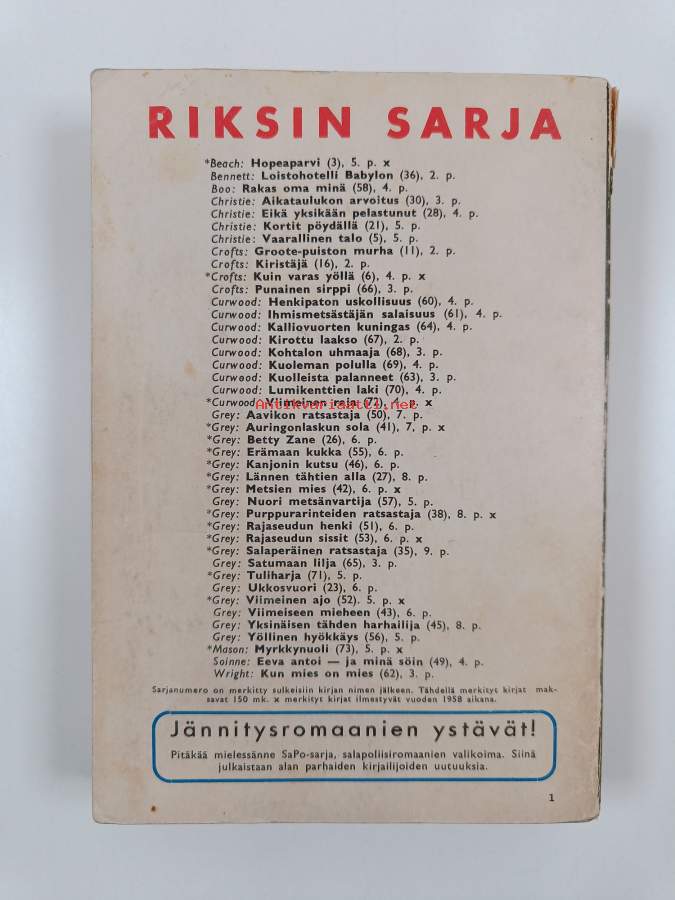 RIKSIN SARJA
*Beach: Hopeaparvi (3), 5. p. x
Bennett: Loistohotelli Babylon (36), 2. p.
Boo: Rakas oma minä (58), 4. p.
Christie: Aikataulukon arvoitus (30), 3. p.
Christie: Eikä yksikään pelastunut (28), 4. p.
Christie: Kortit pöydällä (21), 5. p.
Christie: Vaarallinen talo (5), 5. p.
Crofts: Groote-puiston murha (11), 2. p.
Crofts: Kiristäjä (16), 2. p.
*Crofts: Kuin varas yöllä (6), 4. p. x
Crofts: Punainen sirppi (66), 3. p.
Curwood: Henkipaton uskollisuus (60), 4. p.
Curwood: Ihmismetsästäjän salaisuus (61), 4. p.
Curwood: Kalliovuorten kuningas (64), 4. p.
Curwood: Kirottu laakso (67), 2. p.
Curwood: Kohtalon uhmaaja (68), 3. p.
Curwood: Kuoleman polulla (69), 4. p.
Curwood: Kuolleista palanneet (63), 3. p.
Curwood: Lumikenttien laki (70), 4. p.
*Curwood: Viimeinen raja (72), 4. p. x
Antikvariaatti.net
Grey: Aavikon ratsastaja (50), 7. p.
*Grey: Auringonlaskun sola (41), 7, p. x
*Grey: Betty Zane (26), 6. p.
*Grey: Erämaan kukka (55), 6. p.
*Grey: Kanjonin kutsu (46), 6. p.
*Grey: Lännen tähtien alla (27), 8. p.
*Grey: Metsien mies (42), 6. p. x
Grey: Nuori metsänvartija (57), 5. p.
*Grey: Purppurarinteiden ratsastaja (38), 8. p. x
*Grey: Rajaseudun henki (51), 6. p.
*Grey: Rajaseudun sissit (53), 6. p. x
*Grey: Salaperäinen ratsastaja (35), 9. p.
Grey: Satumaan lilja (65), 3. p.
*Grey: Tuliharja (71), 5. p.
Grey: Ukkosvuori (23), 6. p.
*Grey: Viimeinen ajo (52). 5. p. x
Grey: Viimeiseen mieheen (43), 6. p.
Grey: Yksinäisen tähden harhailija (45), 8. p.
Grey: Yöllinen hyökkäys (56), 5. p.
*Mason: Myrkkynuoli (73), 5. p. x
Soinne: Eeva antoi — ja minä söin (49), 4. p.
Wright: Kun mies on mies (62), 3. p.
Sarjanumero on merkitty sulkeisiin kirjan nimen jälkeen. Tähdellä merkityt kirjat mak-
savat 150 mk. x merkityt kirjat ilmestyvät vuoden 1958 aikana.
Jännitysromaanien ystävät!
Pitäkää mielessänne SaPo-sarja, salapoliisiromaanien valikoima. Siinä
julkaistaan alan parhaiden kirjailijoiden uutuuksia.
1